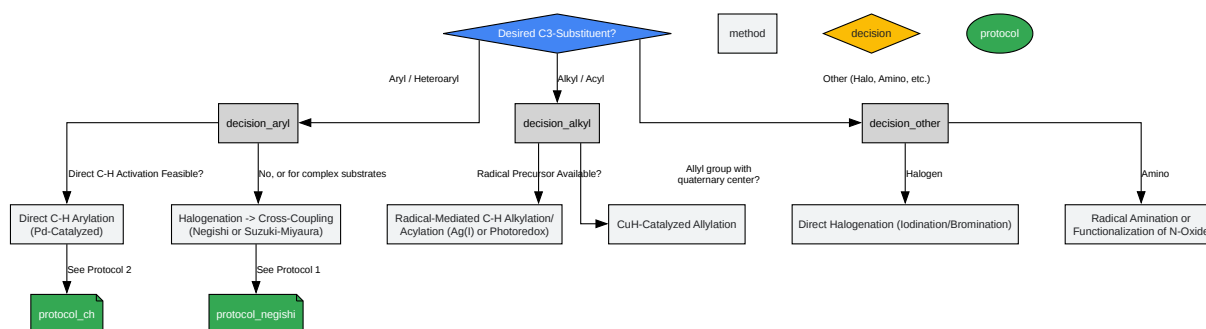 Desired C3-Substituent?
method
decision
protocol
Aryl / Heteroaryl
Alkyl / Acyl
Other (Halo, Amino, etc.)
decision_aryl
decision_alkyl
decision_other
Direct C-H Activation Feasible?
No, or for complex substrates
Radical Precursor Available?
Allyl group with
quaternary center?
Halogen
Amino
Direct C-H Arylation
(Pd-Catalyzed)
Halogenation -> Cross-Coupling
(Negishi or Suzuki-Miyaura)
Radical-Mediated C-H Alkylation/
Acylation (Ag(I) or Photoredox)
CuH-Catalyzed Allylation
Direct Halogenation (Iodination/Bromination)
Radical Amination or
Functionalization of N-Oxide
See Protocol 2
See Protocol 1
protocol_ch
protocol_negishi